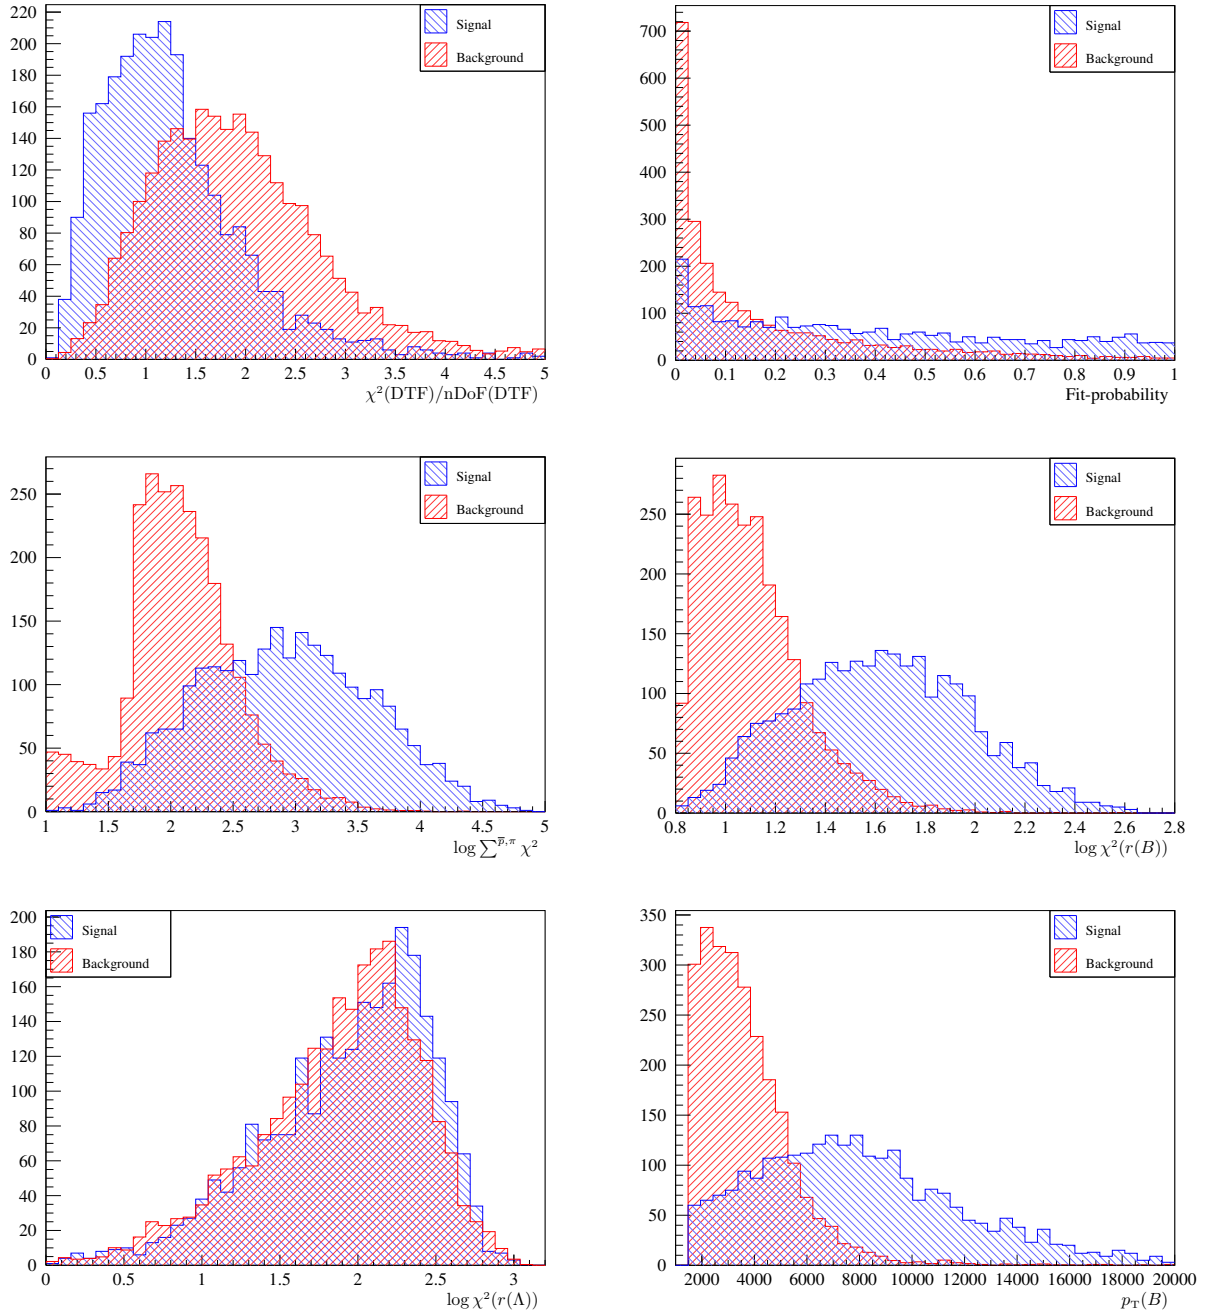 220
200
180
160
140
120
100
80
60
40
20
0
Signal
Background
0 0.5 1 1.5 2 2.5 3 3.5 4 4.5 5
χ²(DTF)/nDoF(DTF)
700
600
500
400
300
200
100
0
Signal
Background
0 0.1 0.2 0.3 0.4 0.5 0.6 0.7 0.8 0.9 1
Fit-probability
250
200
150
100
50
0
Signal
Background
1 1.5 2 2.5 3 3.5 4 4.5 5
log ∑^{p̅,π} χ²
250
200
150
100
50
0
Signal
Background
0.8 1 1.2 1.4 1.6 1.8 2 2.2 2.4 2.6 2.8
log χ²(r(B))
200
180
160
140
120
100
80
60
40
20
0
Signal
Background
0 0.5 1 1.5 2 2.5 3
log χ²(r(Λ))
350
300
250
200
150
100
50
0
Signal
Background
2000 4000 6000 8000 10000 12000 14000 16000 18000 20000
p_T(B)